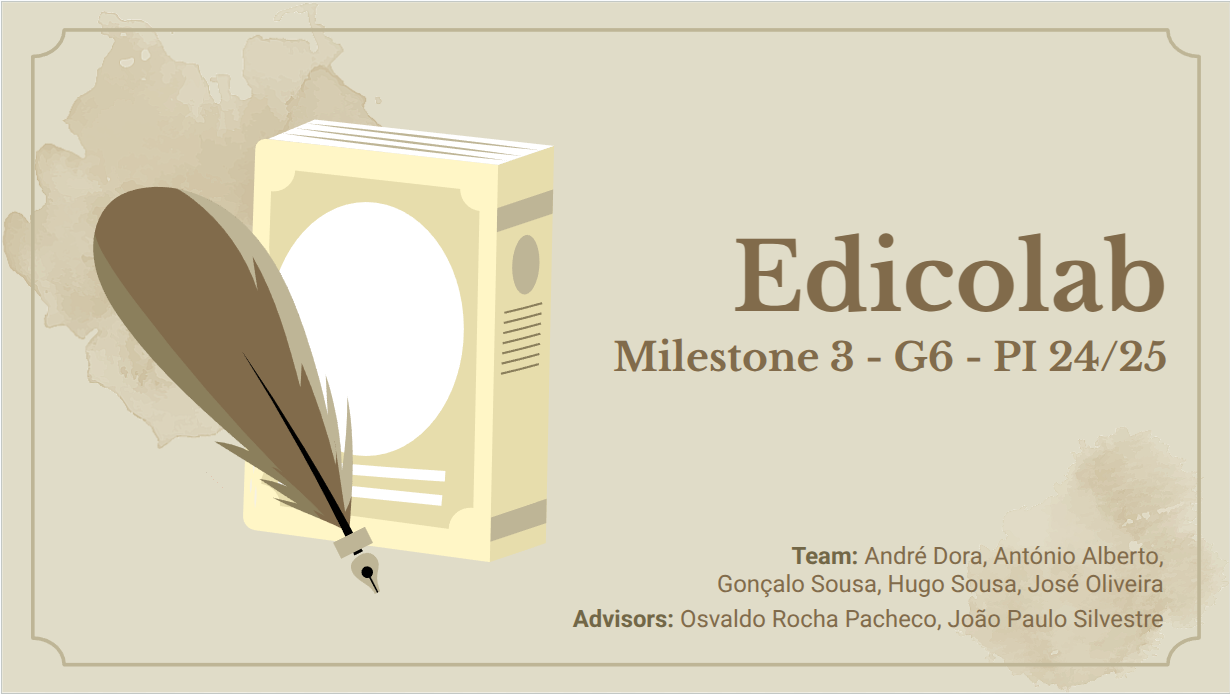 Edicolab
Milestone 3 - G6 - PI 24/25
Team: André Dora, António Alberto,
Gonçalo Sousa, Hugo Sousa, José Oliveira
Advisors: Osvaldo Rocha Pacheco, João Paulo Silvestre